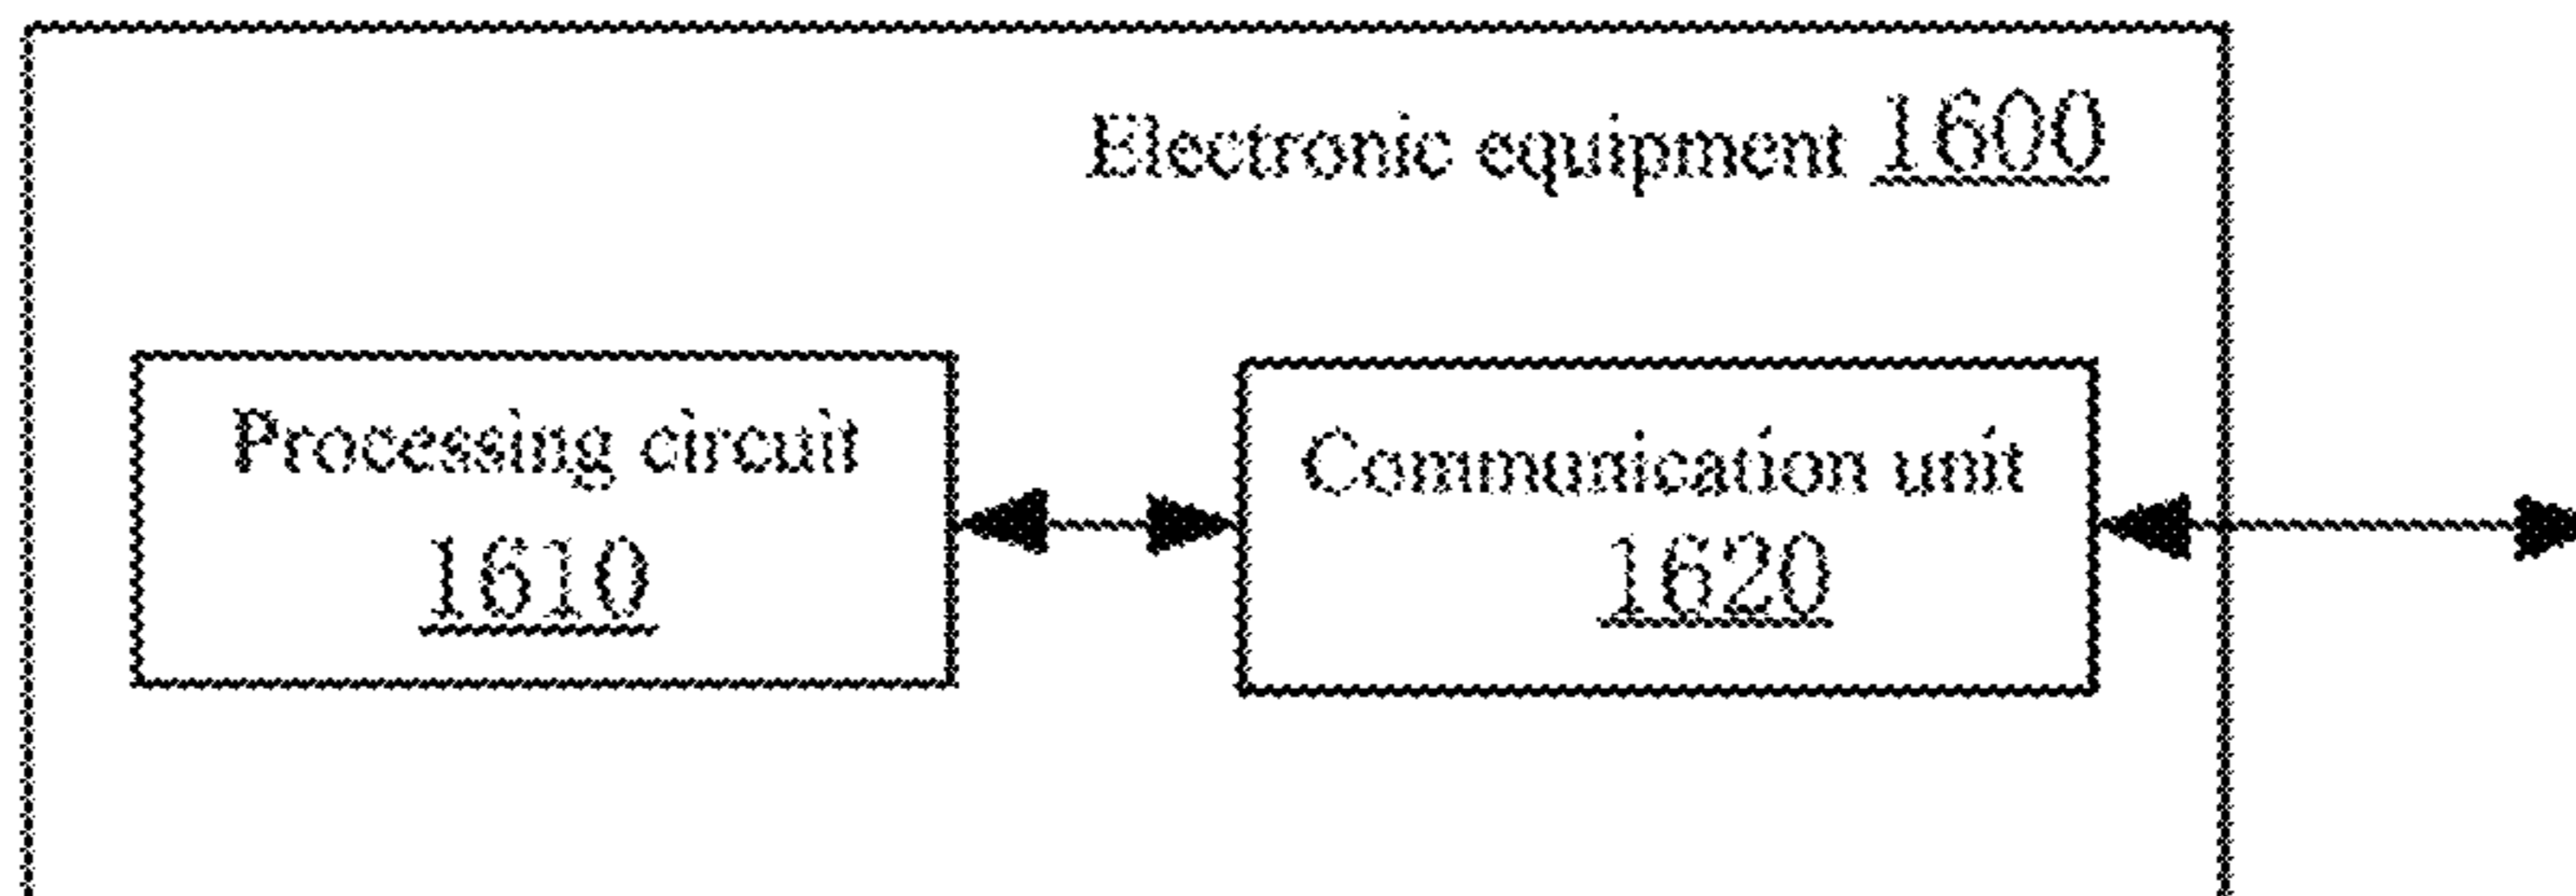 Electronic equipment 1600
Processing circuit
1610
Communication unit
1620